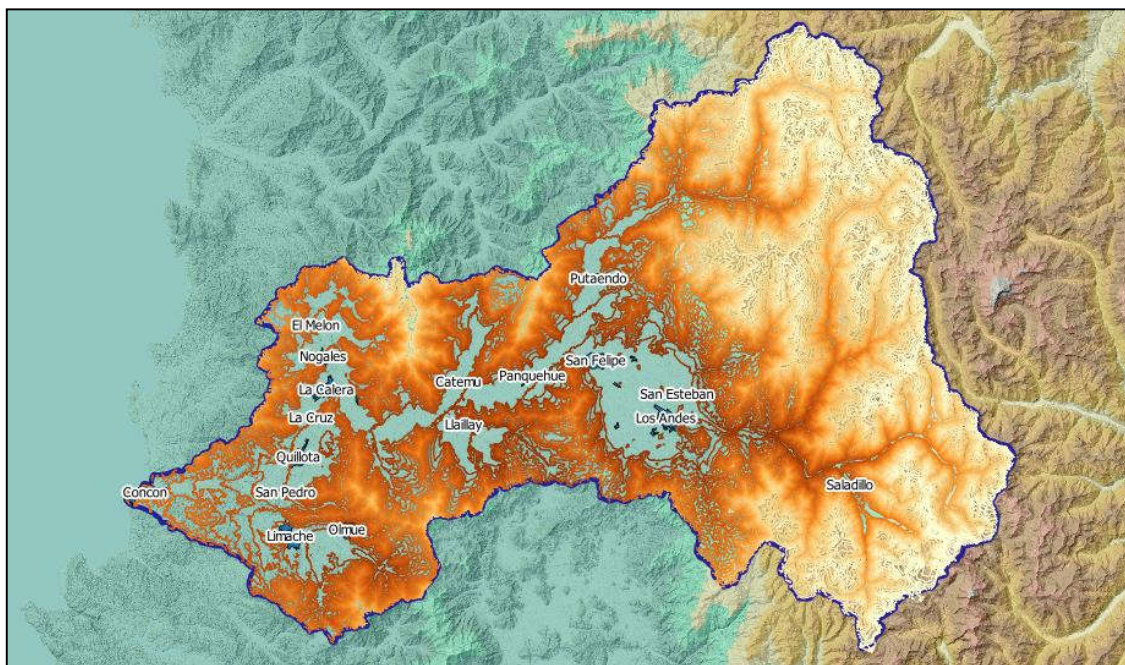 Putaendo
El Melon
Nogales
San Felipe
Panquehue
Catemu
La Calera
San Esteban
La Cruz
Llaillay
Los Andes
Quillota
Saladillo
Concon
San Pedro
Olmue
Limache